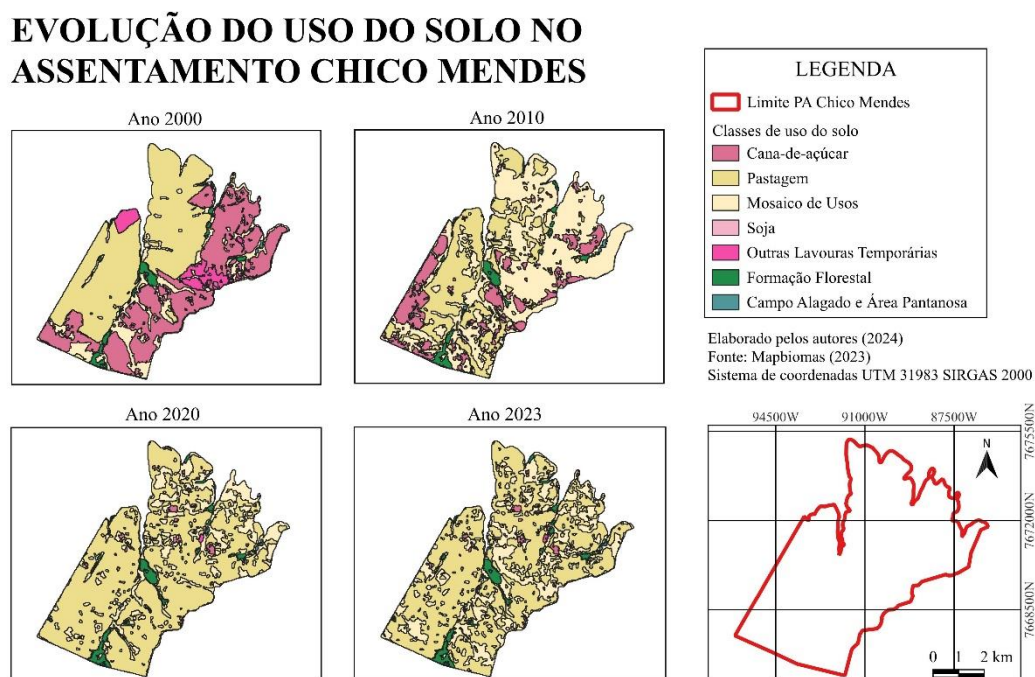 EVOLUÇÃO DO USO DO SOLO NO
ASSENTAMENTO CHICO MENDES
Ano 2000
Ano 2010
LEGENDA
Limite PA Chico Mendes
Classes de uso do solo
Cana-de-açúcar
Pastagem
Mosaico de Usos
Soja
Outras Lavouras Temporárias
Formação Florestal
Campo Alagado e Área Pantanosa
Elaborado pelos autores (2024)
Fonte: Mapbiomas (2023)
Sistema de coordenadas UTM 31983 SIRGAS 2000
Ano 2020
Ano 2023
94500W 91000W 87500W
7675500N
N
7672000N
7668500N
0 1 2 km